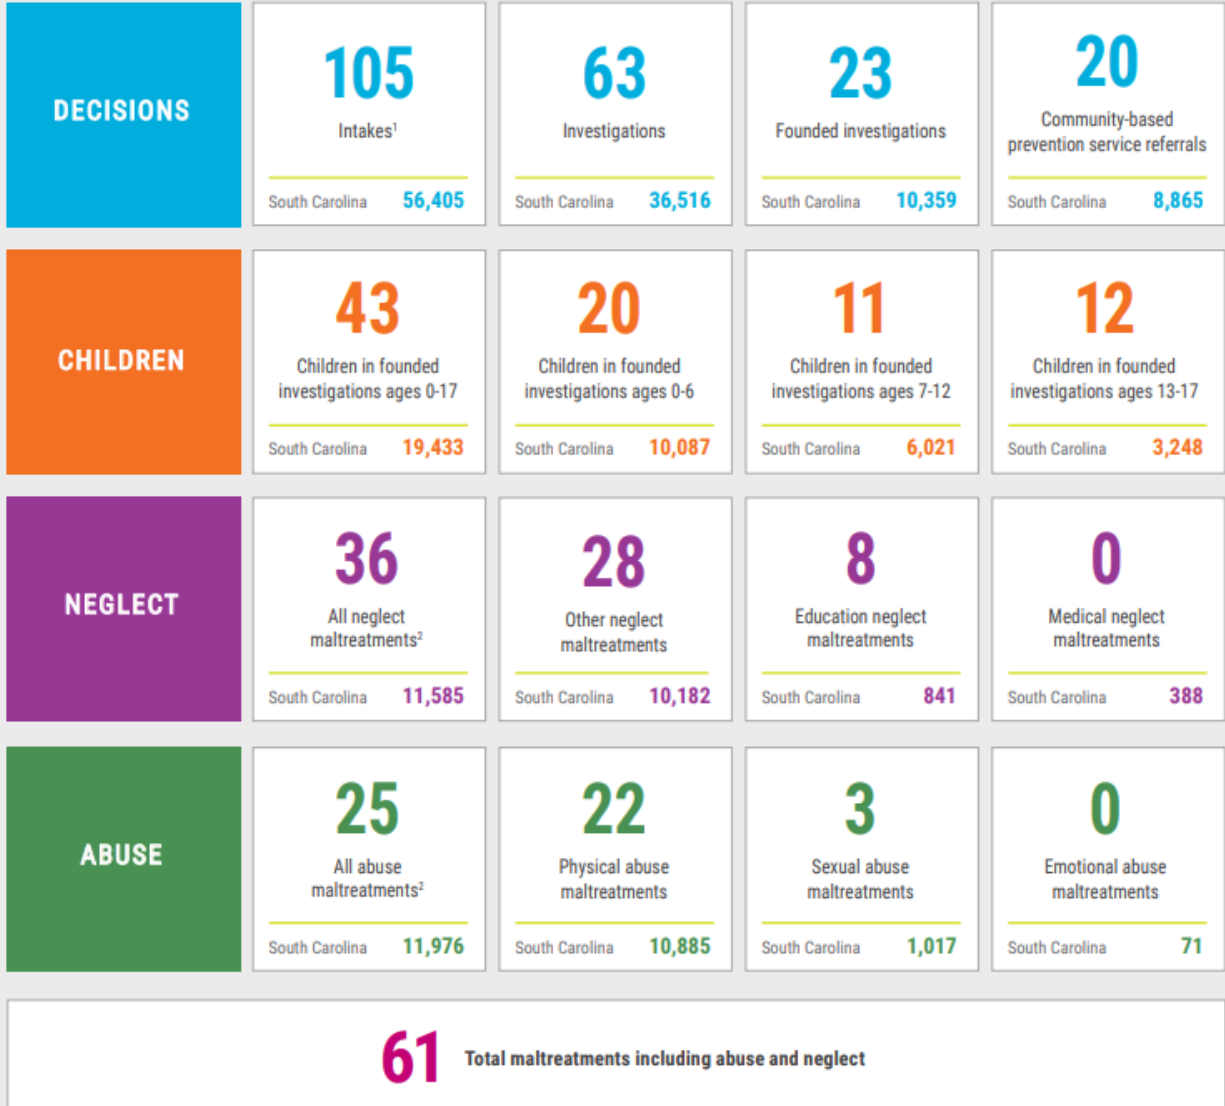 DECISIONS
105
Intakes¹
South Carolina 56,405
63
Investigations
South Carolina 36,516
23
Founded investigations
South Carolina 10,359
20
Community-based
prevention service referrals
South Carolina 8,865
CHILDREN
43
Children in founded
investigations ages 0-17
South Carolina 19,433
20
Children in founded
investigations ages 0-6
South Carolina 10,087
11
Children in founded
investigations ages 7-12
South Carolina 6,021
12
Children in founded
investigations ages 13-17
South Carolina 3,248
NEGLECT
36
All neglect
maltreatments²
South Carolina 11,585
28
Other neglect
maltreatments
South Carolina 10,182
8
Education neglect
maltreatments
South Carolina 841
0
Medical neglect
maltreatments
South Carolina 388
ABUSE
25
All abuse
maltreatments²
South Carolina 11,976
22
Physical abuse
maltreatments
South Carolina 10,885
3
Sexual abuse
maltreatments
South Carolina 1,017
0
Emotional abuse
maltreatments
South Carolina 71
61 Total maltreatments including abuse and neglect